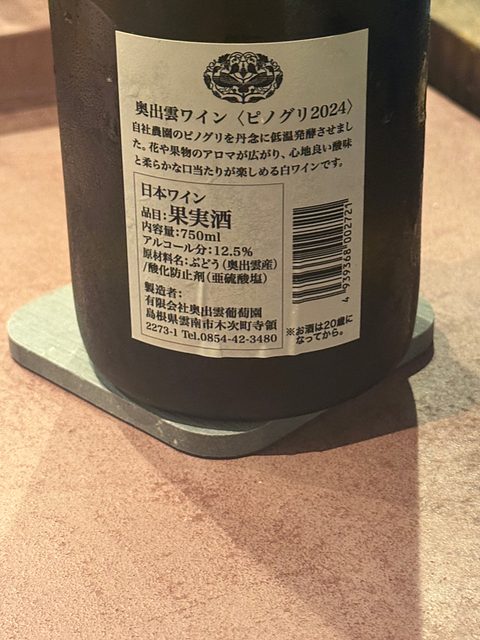 奥出雲ワイン〈ピノグリ2024〉
自社農園のピノグリを丹念に低温発酵させまし
た。花や果物のアロマが広がり、心地良い酸味
と柔らかな口当たりが楽しめる白ワインです。
日本ワイン
品目：果実酒
内容量：750ml
アルコール分：12.5%
原材料名：ぶどう（奥出雲産）
/酸化防止剤（亜硫酸塩）
製造者：
有限会社奥出雲葡萄園
島根県雲南市木次町寺領
2273-1 Tel.0854-42-3480
4939368002721
※お酒は20歳に
なってから。